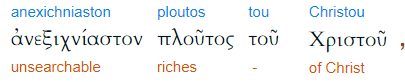 anexichniaston ploutos tou Christou
ἀνεξιχνίαστον πλοῦτος τοῦ Χριστοῦ ,
unsearchable riches - of Christ